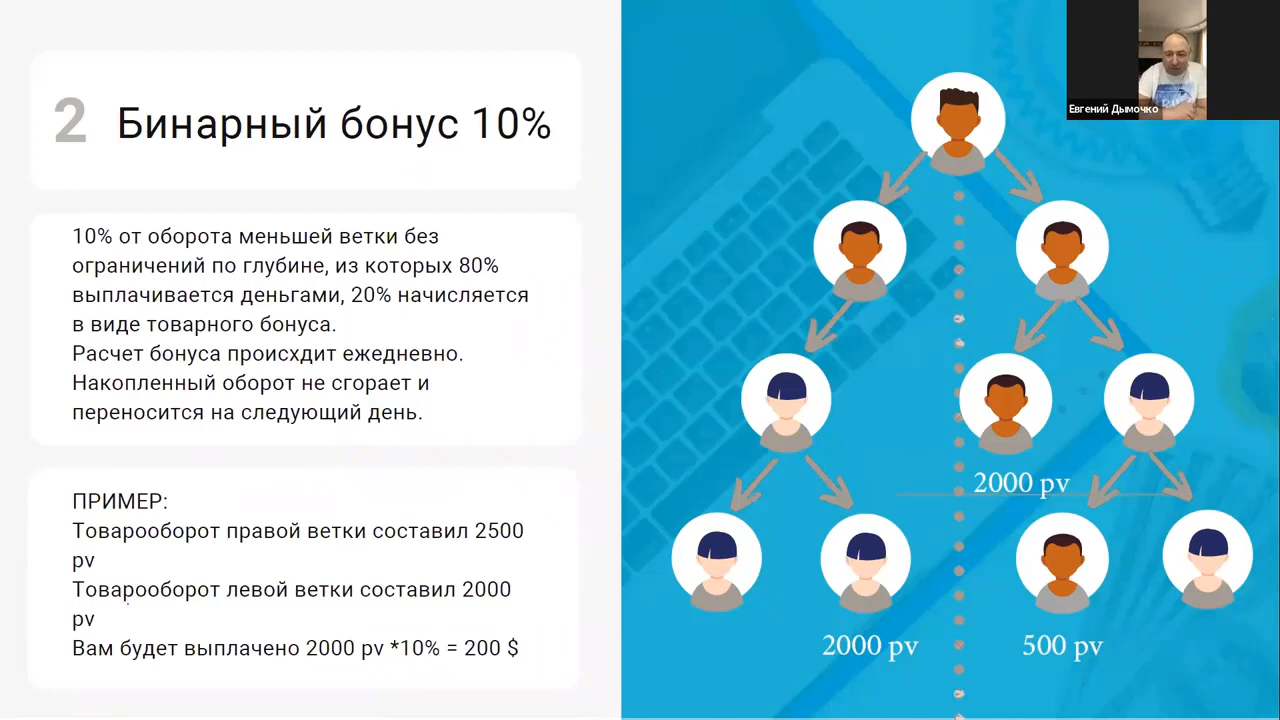 2 Бинарный бонус 10%
10% от оборота меньшей ветки без
ограничений по глубине, из которых 80%
выплачивается деньгами, 20% начисляется
в виде товарного бонуса.
Расчет бонуса происхдит ежедневно.
Накопленный оборот не сгорает и
переносится на следующий день.
ПРИМЕР:
Товарооборот правой ветки составил 2500
pv
Товарооборот левой ветки составил 2000
pv
Вам будет выплачено 2000 pv *10% = 200 $
Евгений Дымочко
2000 pv
2000 pv
500 pv